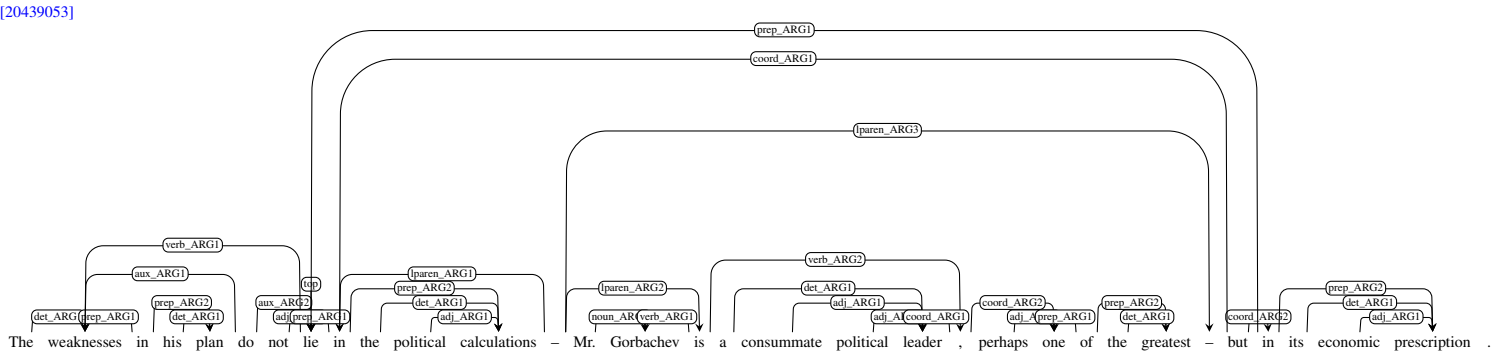 [20439053]
prep_ARG1
coord_ARG1
lparen_ARG3
verb_ARG1
verb_ARG2
aux_ARG1 lparen_ARG1
top
prep_ARG2 lparen_ARG2 det_ARG1 prep_ARG2
prep_ARG2 aux_ARG2 det_ARG1 adj_ARG1 coord_ARG2 prep_ARG2 det_ARG1
det_ARG prep_ARG1 det_ARG1 prep_ARG1 adj_ARG1 verb_ARG1 coord_ARG1 prep_ARG1 det_ARG1 coord_ARG2 adj_ARG1
The weaknesses in his plan do not lie in the political calculations – Mr. Gorbachev is a consummate political leader , perhaps one of the greatest – but in its economic prescription .